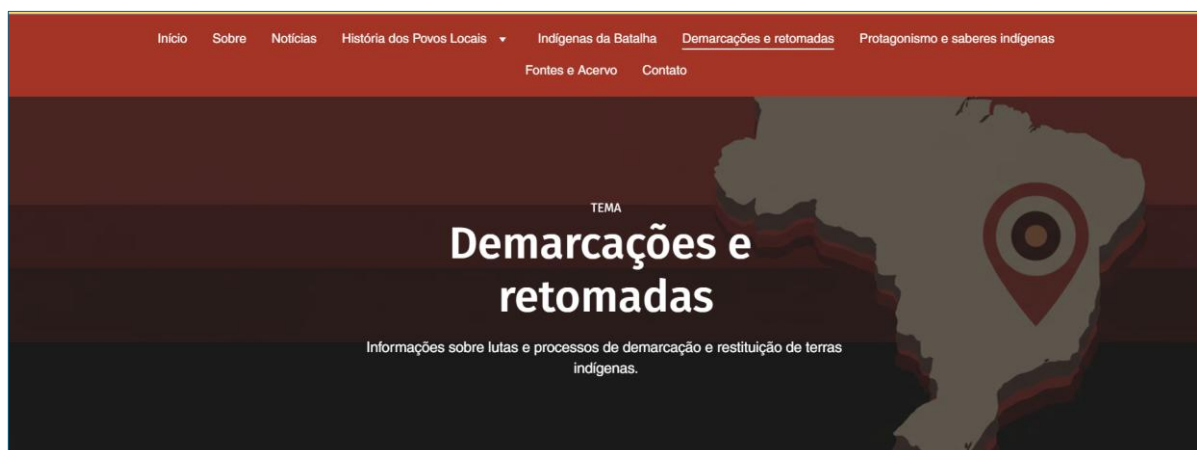 Início Sobre Notícias História dos Povos Locais Indígenas da Batalha Demarcações e retomadas Protagonismo e saberes indígenas
Fontes e Acervo Contato
TEMA
Demarcações e
retomadas
Informações sobre lutas e processos de demarcação e restituição de terras
indígenas.